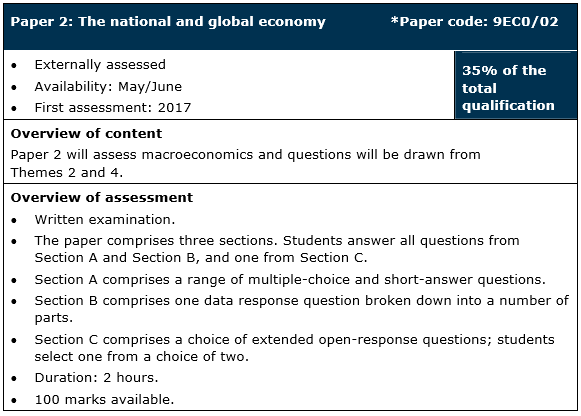 Paper 2: The national and global economy *Paper code: 9EC0/02
• Externally assessed
• Availability: May/June
• First assessment: 2017
35% of the
total
qualification
Overview of content
Paper 2 will assess macroeconomics and questions will be drawn from
Themes 2 and 4.
Overview of assessment
• Written examination.
• The paper comprises three sections. Students answer all questions from
Section A and Section B, and one from Section C.
• Section A comprises a range of multiple-choice and short-answer questions.
• Section B comprises one data response question broken down into a number of
parts.
• Section C comprises a choice of extended open-response questions; students
select one from a choice of two.
• Duration: 2 hours.
• 100 marks available.